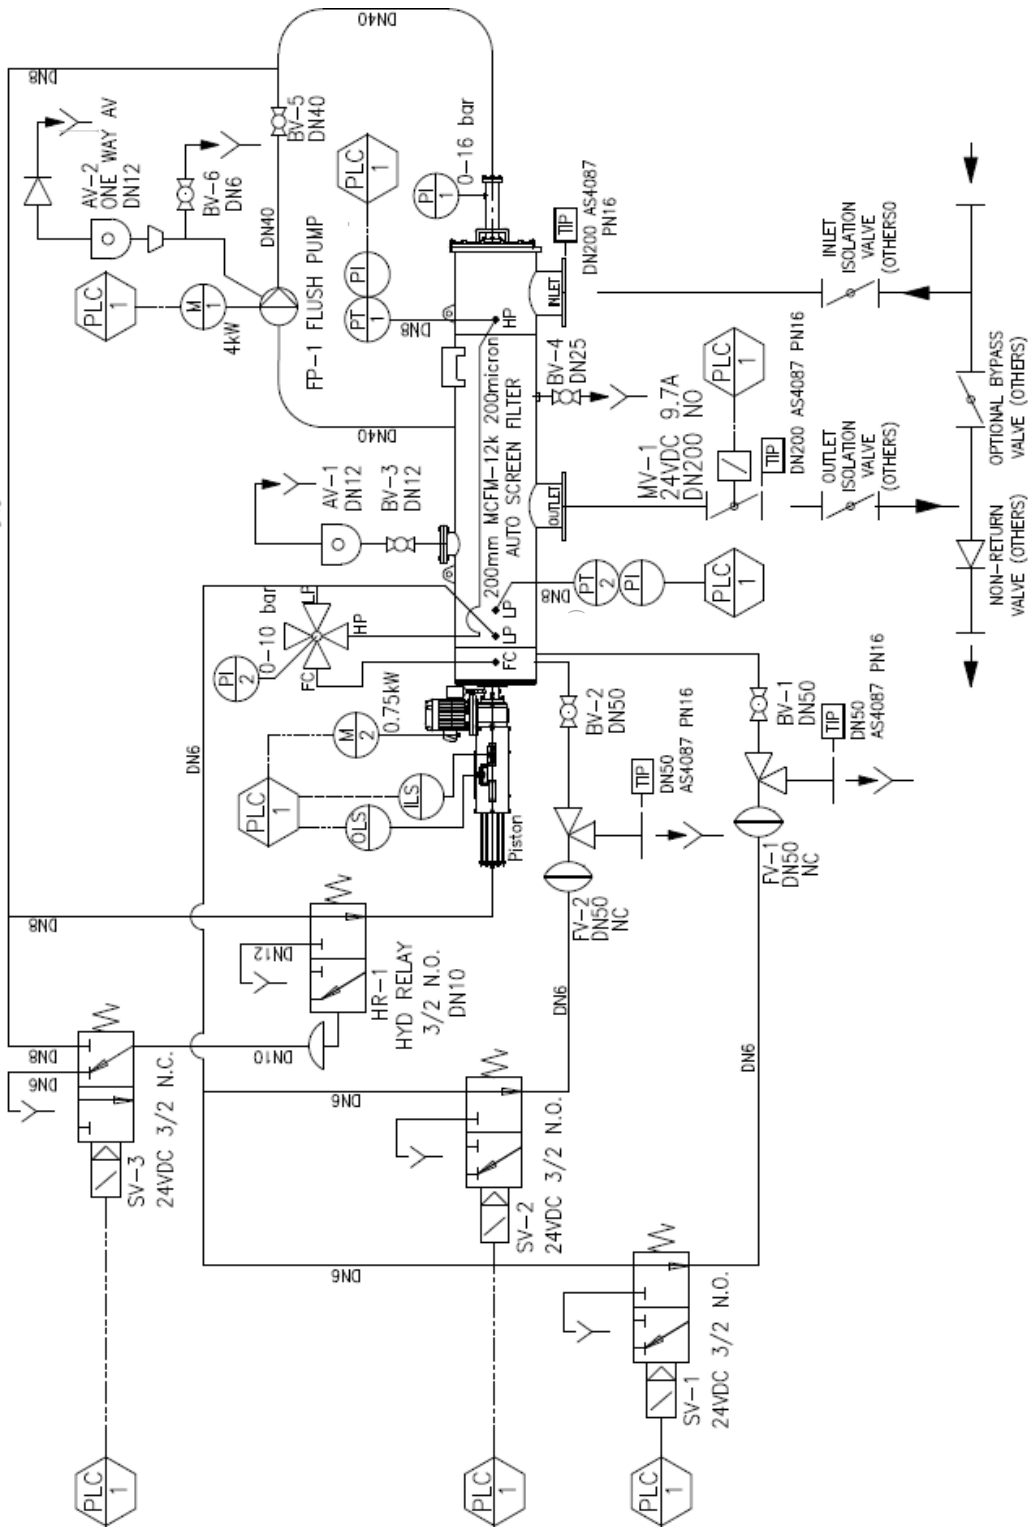 DN40
DN8
AV-2
ONE WAY AV
DN12
BV-6
DN6
BV-5
DN40
DN40
PLC
1
M
1
4kW
FP-1 FLUSH PUMP
PLC
1
PT
1
PI
DN8
PI
1
0-16 bar
TIP
DN200 AS4087
PN16
INLET
HP
DN40
BV-4
DN25
200mm MCFM-12k 200micron
AUTO SCREEN FILTER
OUTLET
AV-1
DN12
BV-3
DN12
MV-1
24VDC 9.7A
DN200 NO
PLC
1
TIP
DN200 AS4087 PN16
INLET
ISOLATION
VALVE
(OTHERS0
OUTLET
ISOLATION
VALVE
(OTHERS)
OPTIONAL BYPASS
VALVE (OTHERS)
NON-RETURN
VALVE (OTHERS)
DN8
PT
2
PI
PLC
1
LP
LP
FC
PI
2
0-10 bar
LP
HP
FC
DN6
M
2
0.75kW
PLC
1
OLS
ILS
Piston
BV-2
DN50
TIP
DN50
AS4087 PN16
FV-2
DN50
NC
BV-1
DN50
TIP
DN50
AS4087 PN16
FV-1
DN50
NC
DN8
DN12
HR-1
HYD RELAY
3/2 N.O.
DN10
DN10
DN8
DN6
SV-3
24VDC 3/2 N.C.
DN6
DN6
SV-2
24VDC 3/2 N.O.
DN6
DN6
SV-1
24VDC 3/2 N.O.
PLC
1
PLC
1
PLC
1